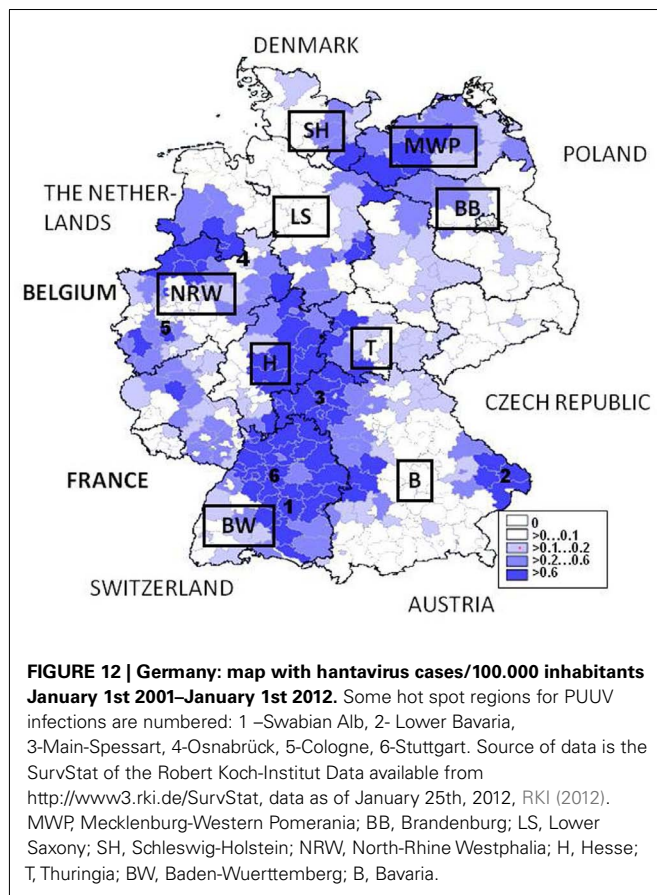 DENMARK
SH
MWP
POLAND
THE NETHER-
LANDS
LS
BB
4
BELGIUM
NRW
5
H
T
3
CZECH REPUBLIC
FRANCE
6
B
2
1
BW
0
>0...0.1
>0.1...0.2
>0.2...0.6
>0.6
SWITZERLAND
AUSTRIA
FIGURE 12 | Germany: map with hantavirus cases/100.000 inhabitants
January 1st 2001–January 1st 2012. Some hot spot regions for PUUV
infections are numbered: 1 –Swabian Alb, 2- Lower Bavaria,
3-Main-Spessart, 4-Osnabrück, 5-Cologne, 6-Stuttgart. Source of data is the
SurvStat of the Robert Koch-Institut Data available from
http://www3.rki.de/SurvStat, data as of January 25th, 2012, RKI (2012).
MWP, Mecklenburg-Western Pomerania; BB, Brandenburg; LS, Lower
Saxony; SH, Schleswig-Holstein; NRW, North-Rhine Westphalia; H, Hesse;
T, Thuringia; BW, Baden-Wuerttemberg; B, Bavaria.